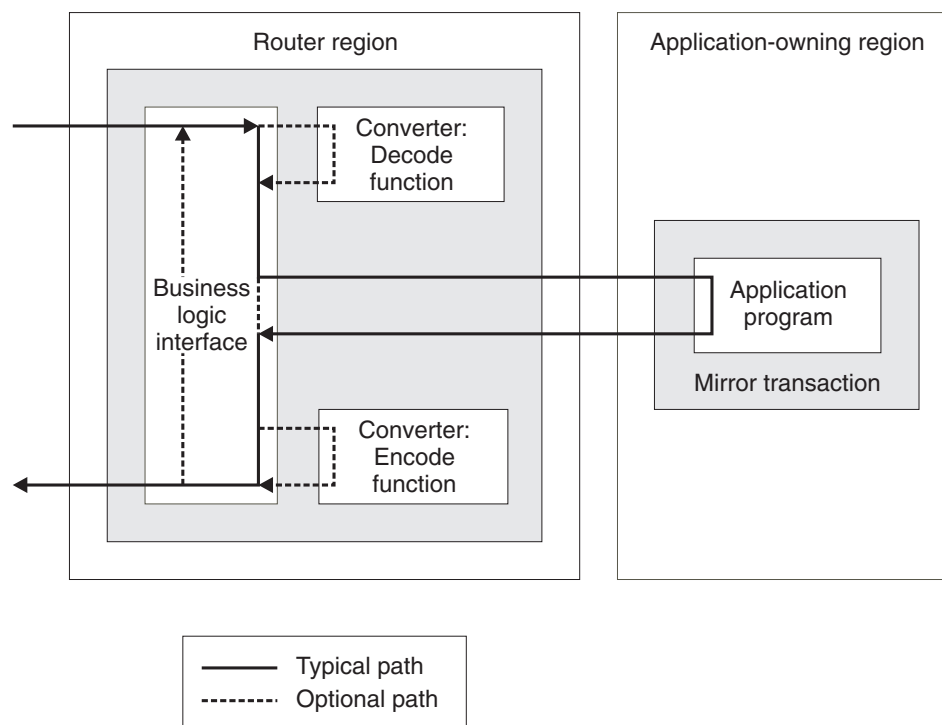 Router region
Application-owning region
Converter:
Decode
function
Business
logic
interface
Application
program
Mirror transaction
Converter:
Encode
function
Typical path
Optional path